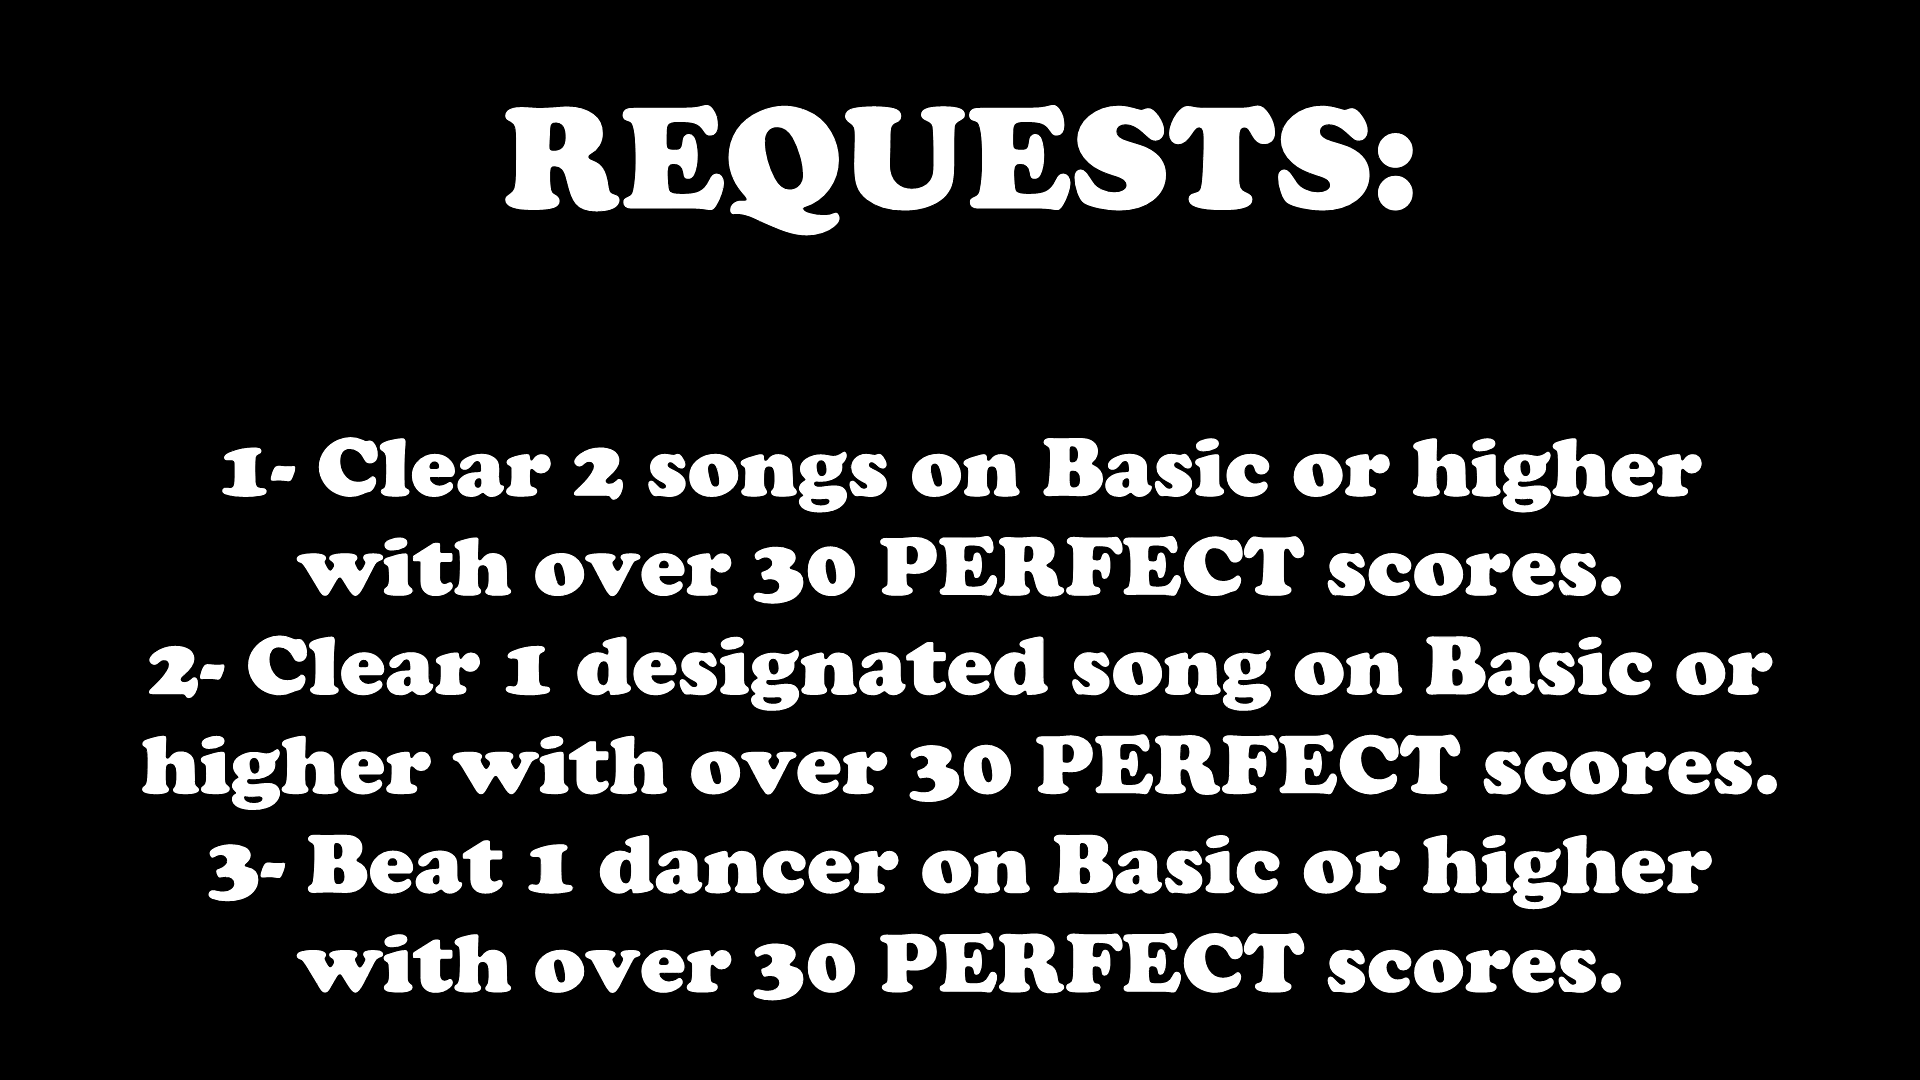 REQUESTS:
1- Clear 2 songs on Basic or higher
with over 30 PERFECT scores.
2- Clear 1 designated song on Basic or
higher with over 30 PERFECT scores.
3- Beat 1 dancer on Basic or higher
with over 30 PERFECT scores.